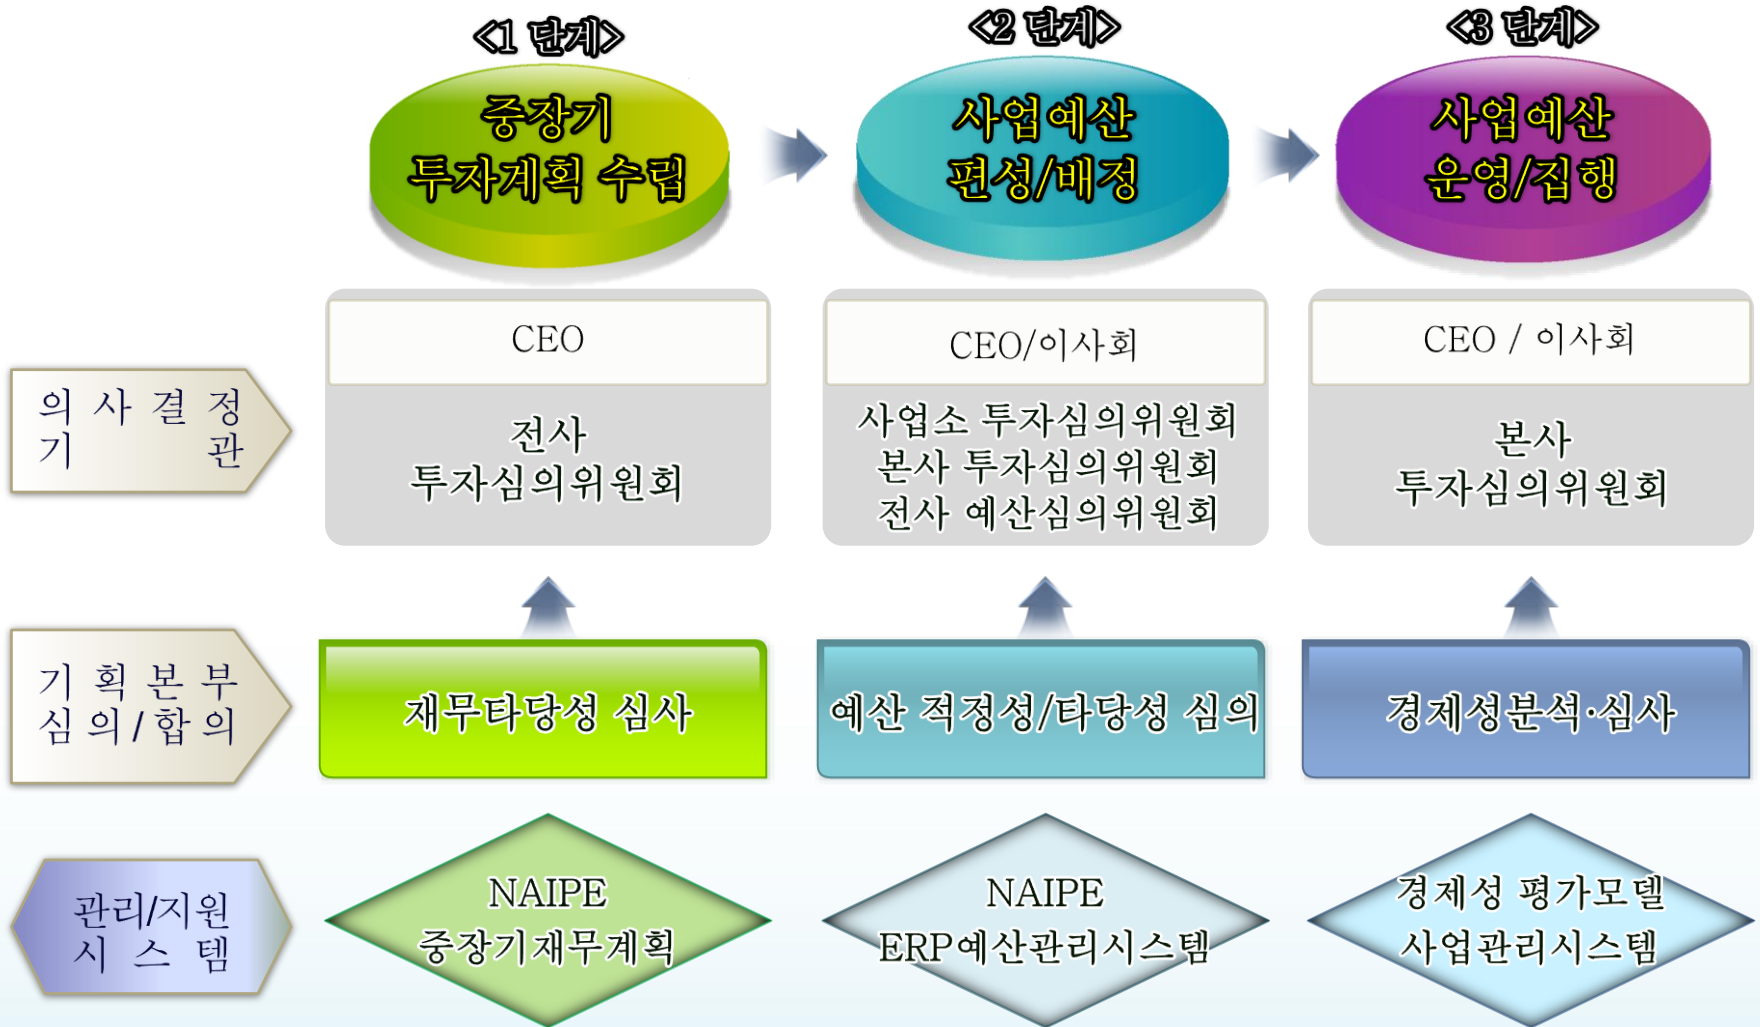 <1 단계>
<2 단계>
<3 단계>
중장기
투자계획 수립
사업예산
편성/배정
사업예산
운영/집행
의 사 결 정
기 관
CEO
전사
투자심의위원회
CEO/이사회
사업소 투자심의위원회
본사 투자심의위원회
전사 예산심의위원회
CEO / 이사회
본사
투자심의위원회
기 획 본 부
심 의 / 합 의
재무타당성 심사
예산 적정성/타당성 심의
경제성분석·심사
관리/지원
시 스 템
NAIPE
중장기재무계획
NAIPE
ERP예산관리시스템
경제성 평가모델
사업관리시스템